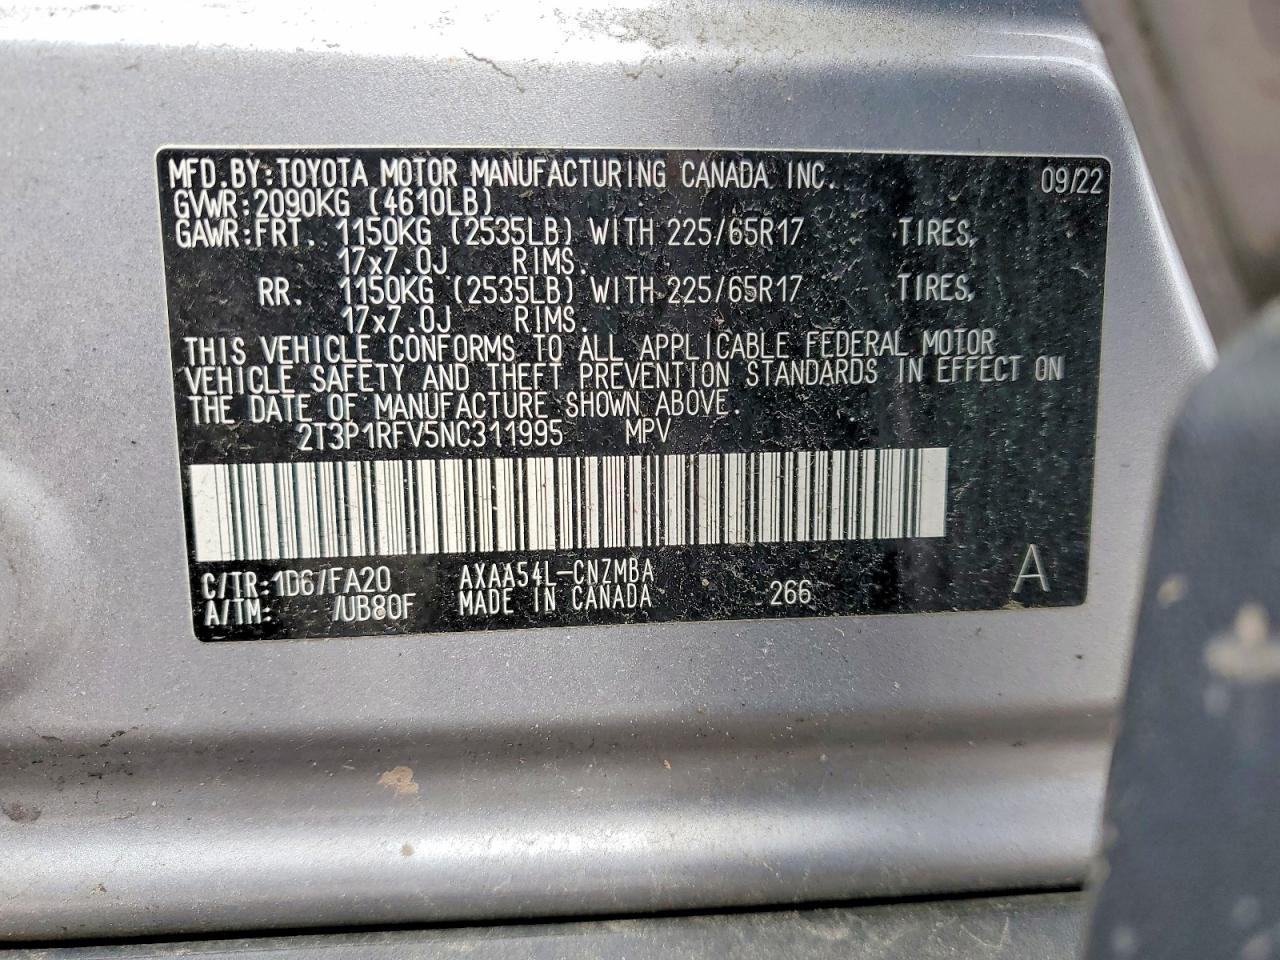 MFD.BY:TOYOTA MOTOR MANUFACTURING CANADA INC. 09/22
GVWR:2090KG (4610LB)
GAWR:FRT. 1150KG (2535LB) WITH 225/65R17 TIRES,
17x7.0J RIMS.
RR. 1150KG (2535LB) WITH 225/65R17 TIRES,
17x7.0J RIMS.
THIS VEHICLE CONFORMS TO ALL APPLICABLE FEDERAL MOTOR
VEHICLE SAFETY AND THEFT PREVENTION STANDARDS IN EFFECT ON
THE DATE OF MANUFACTURE SHOWN ABOVE.
2T3P1RFV5NC311995 MPV
C/TR:1D6/FA20 AXAA54L-CNZMBA 266 A
A/TM: /UB80F MADE IN CANADA